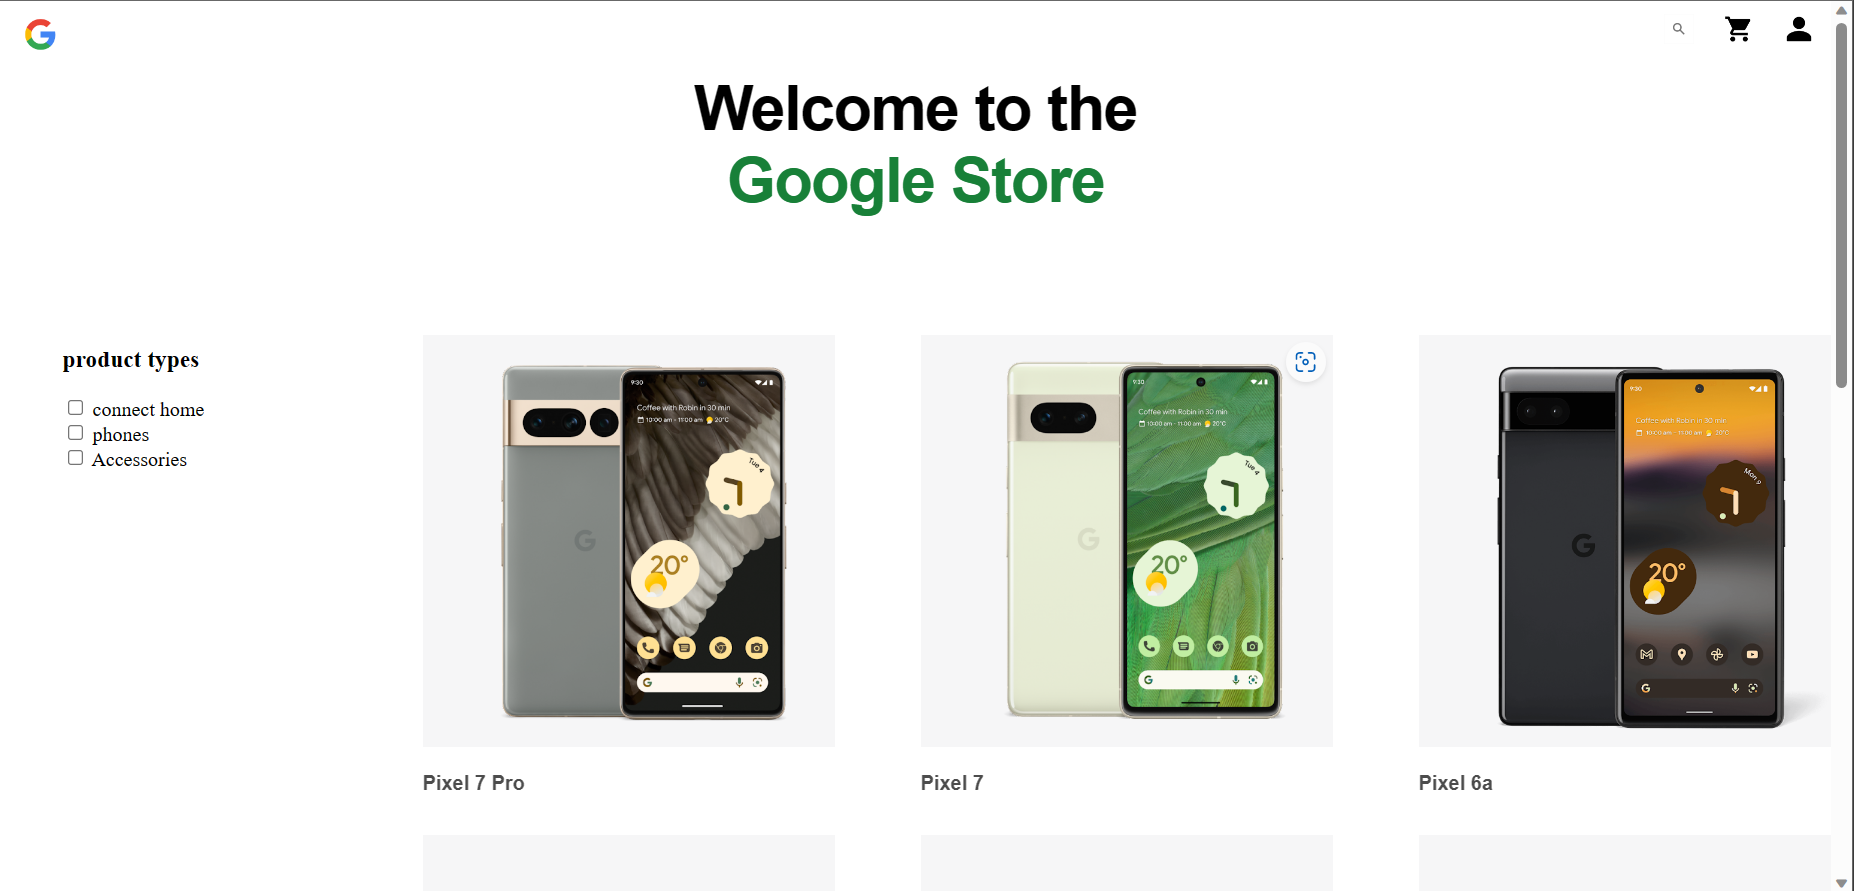 Welcome to the
Google Store
product types
connect home
phones
Accessories
9:30
Coffee with Robin in 30 min
10:00 am - 11:00 am 20°C
Tue 4
20°
G
9:30
Coffee with Robin in 30 min
10:00 am - 11:00 am 20°C
Tue 4
20°
G
9:30
Coffee with Robin in 30 min
10:00 am - 11:00 am 20°C
Mon 9
20°
G
Pixel 7 Pro
Pixel 7
Pixel 6a